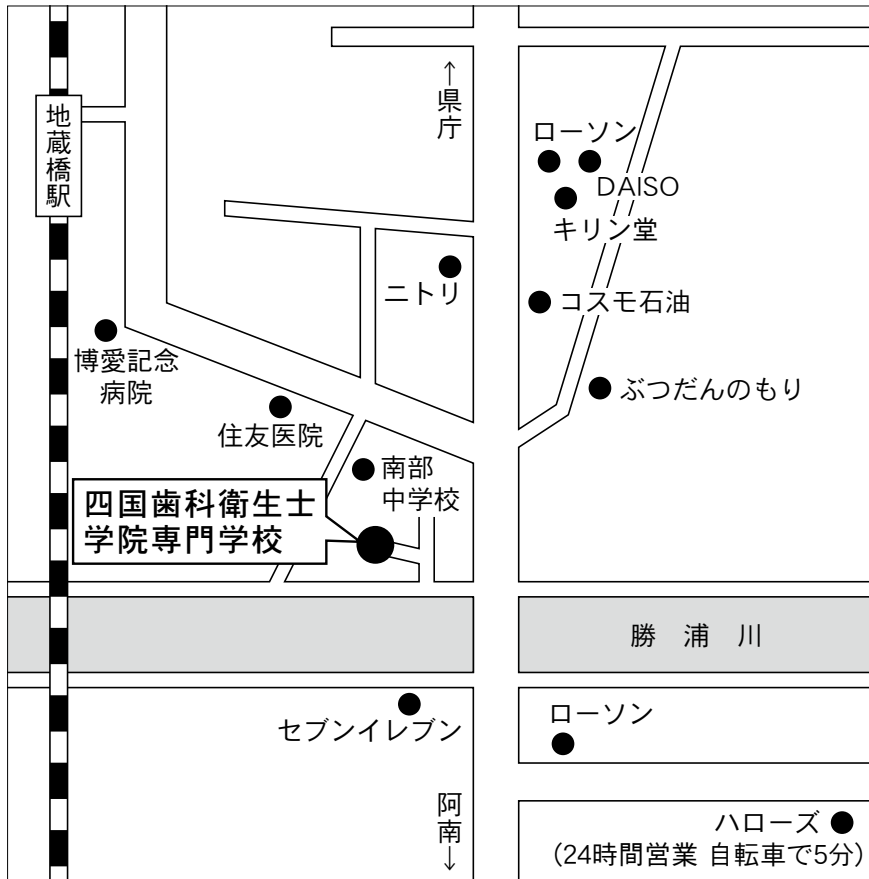 ↑県庁
地蔵橋駅
ローソン
DAISO
キリン堂
ニトリ
コスモ石油
博愛記念
病院
ぶつだんのもり
住友医院
南部
中学校
四国歯科衛生士
学院専門学校
勝浦川
セブンイレブン
ローソン
阿南↓
ハローズ
(24時間営業 自転車で5分)